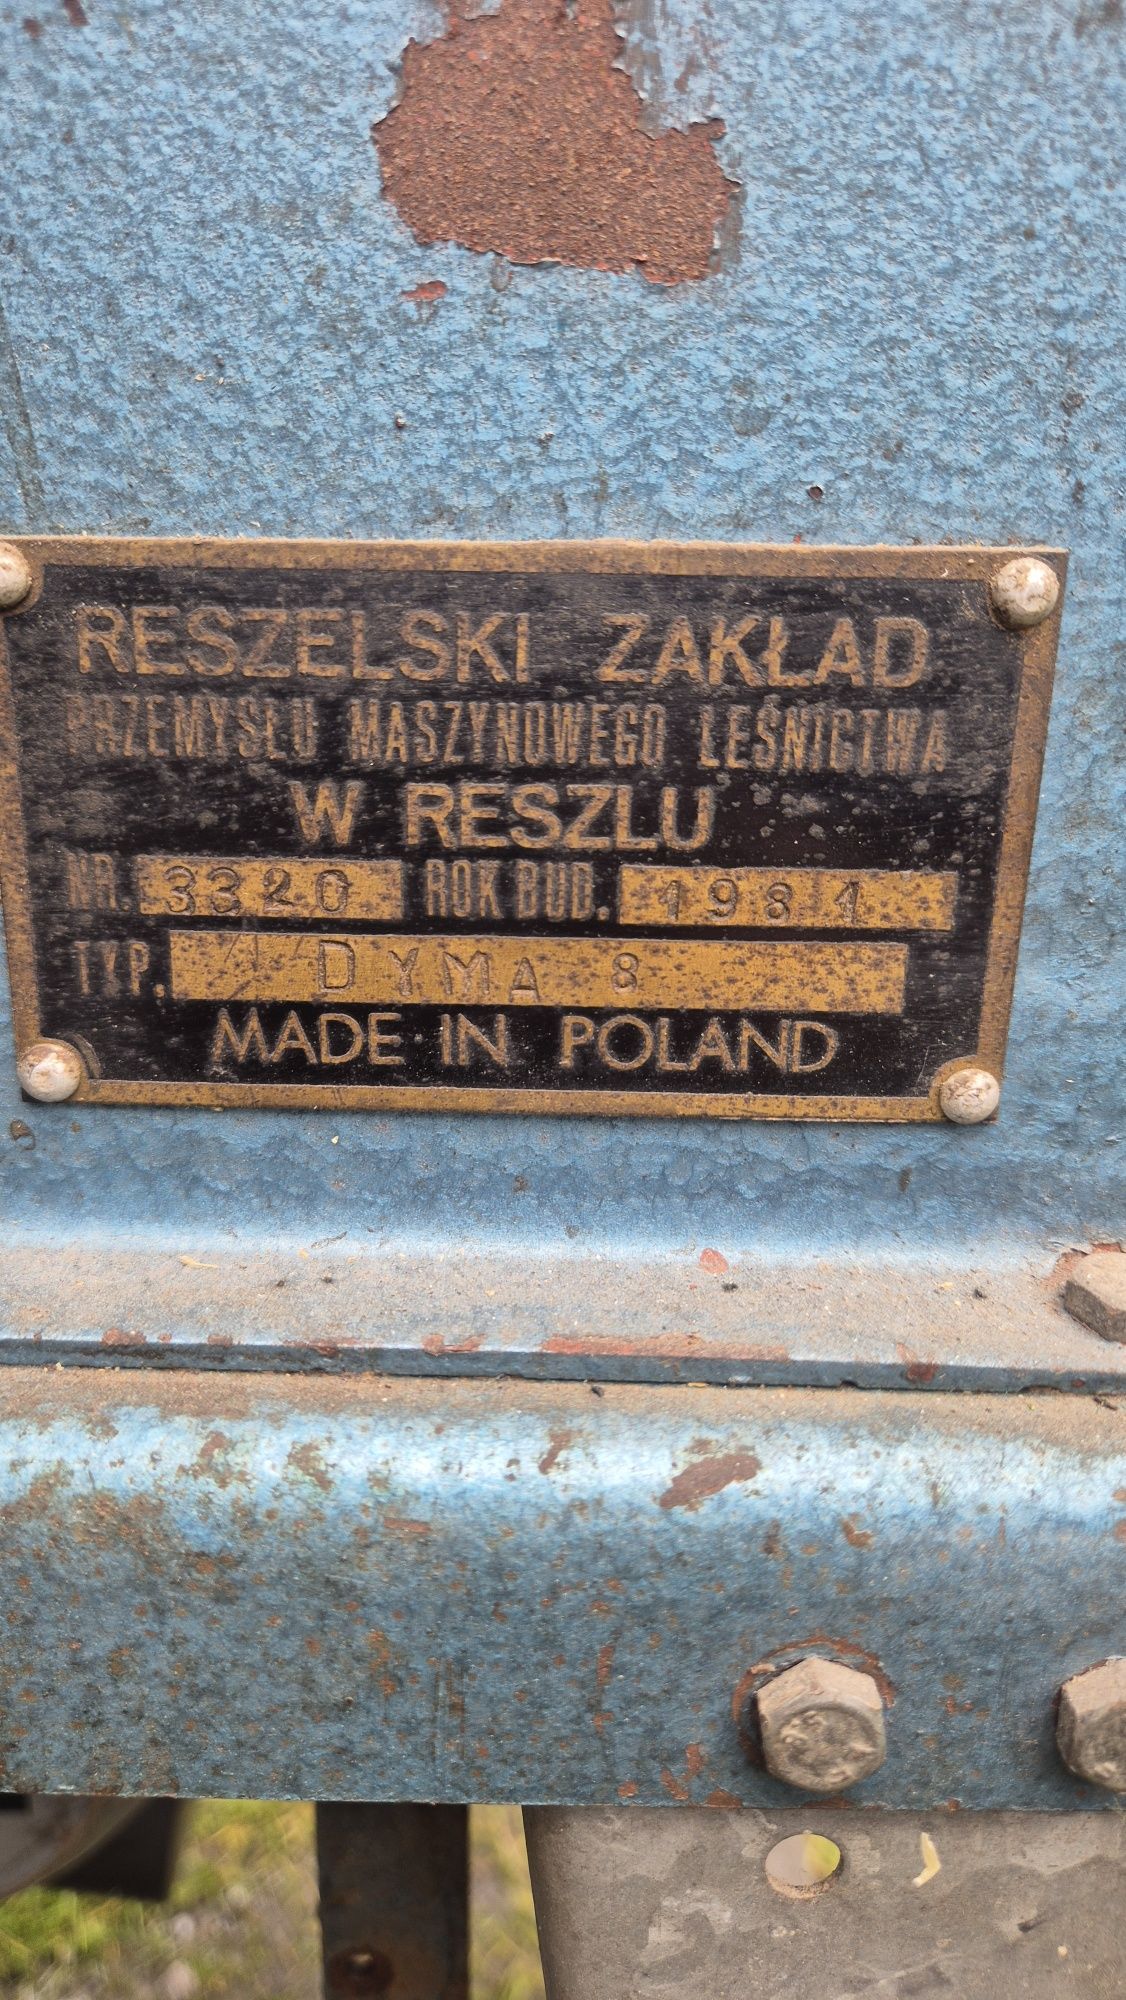 RESZELSKI ZAKŁAD
PRZEMYSŁU MASZYNOWEGO LEŚNICTWA
W RESZLU
NR. 3320 ROK BUD. 1981
TYP. DYMA 8
MADE IN POLAND